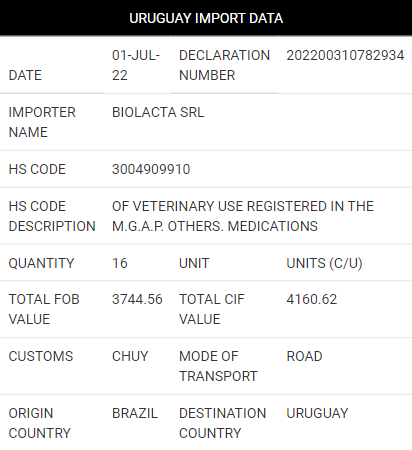 URUGUAY IMPORT DATA
DATE 01-JUL-22 DECLARATION NUMBER 202200310782934
IMPORTER NAME BIOLACTA SRL
HS CODE 3004909910
HS CODE DESCRIPTION OF VETERINARY USE REGISTERED IN THE M.G.A.P. OTHERS. MEDICATIONS
QUANTITY 16 UNIT UNITS (C/U)
TOTAL FOB VALUE 3744.56 TOTAL CIF VALUE 4160.62
CUSTOMS CHUY MODE OF TRANSPORT ROAD
ORIGIN COUNTRY BRAZIL DESTINATION COUNTRY URUGUAY